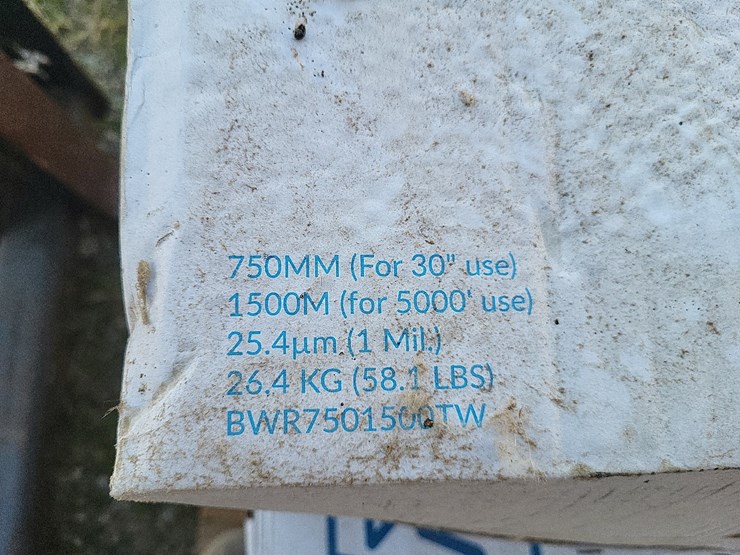 750MM (For 30" use)
1500M (for 5000' use)
25.4µm (1 Mil.)
26,4 KG (58.1 LBS)
BWR7501500TW